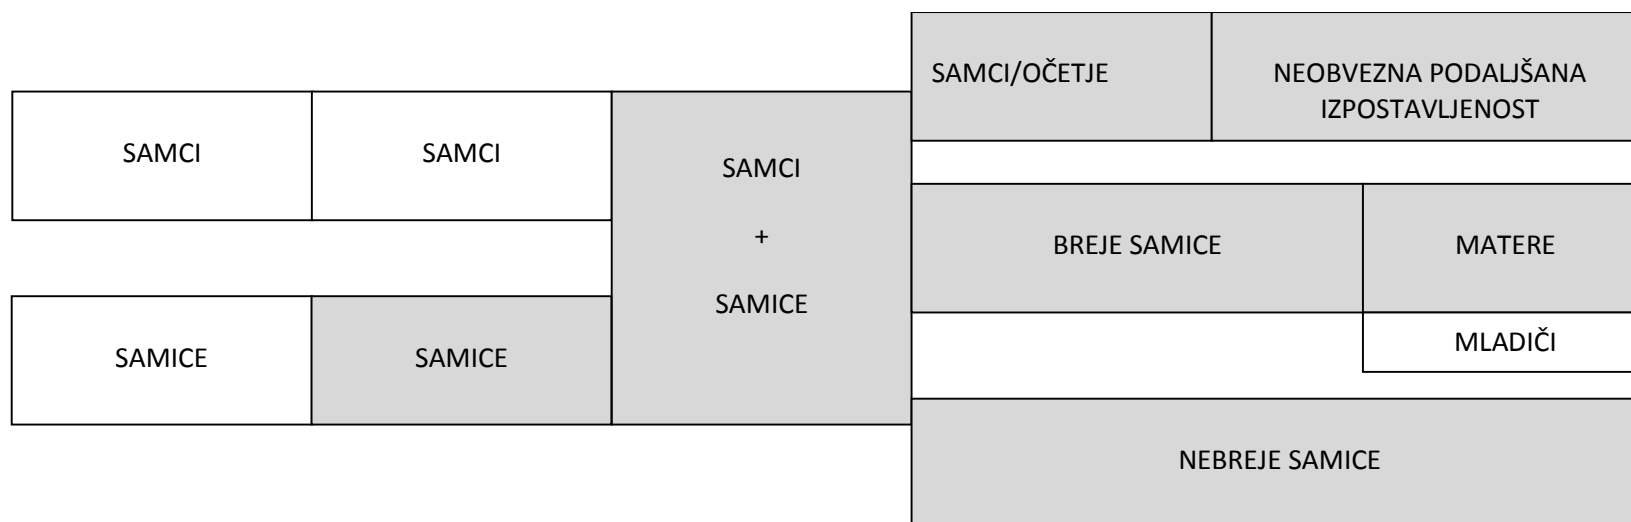 SAMCI/OČETJE
NEOBVEZNA PODALJŠANA
IZPOSTAVLJENOST
SAMCI
SAMCI
SAMCI
+
SAMICE
BREJE SAMICE
MATERE
MLADIČI
SAMICE
SAMICE
NEBREJE SAMICE